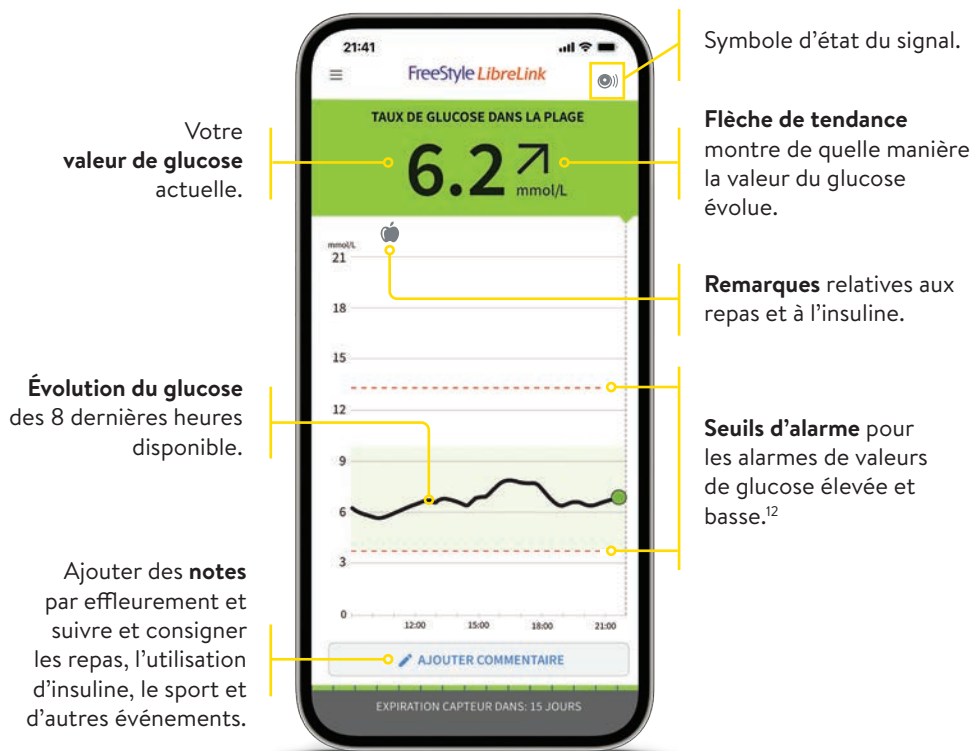 21:41
FreeStyle LibreLink
Symbole d'état du signal.
TAUX DE GLUCOSE DANS LA PLAGE
6.2
mmol/L
Votre
valeur de glucose
actuelle.
Flèche de tendance
montre de quelle manière
la valeur du glucose
évolue.
Remarques relatives aux
repas et à l'insuline.
mmol/L
21
18
15
12
9
6
3
0
12:00 15:00 18:00 21:00
Évolution du glucose
des 8 dernières heures
disponible.
Seuils d'alarme pour
les alarmes de valeurs
de glucose élevée et
basse.¹²
Ajouter des notes
par effleurement et
suivre et consigner
les repas, l'utilisation
d'insuline, le sport et
d'autres événements.
AJOUTER COMMENTAIRE
EXPIRATION CAPTEUR DANS: 15 JOURS